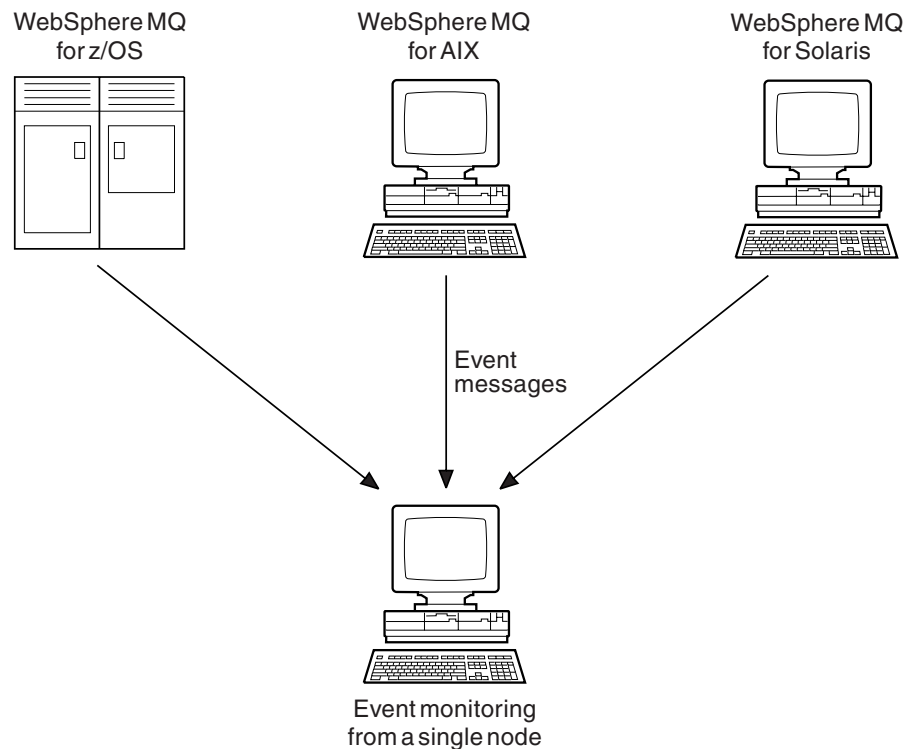 WebSphere MQ
for z/OS
WebSphere MQ
for AIX
WebSphere MQ
for Solaris
Event
messages
Event monitoring
from a single node